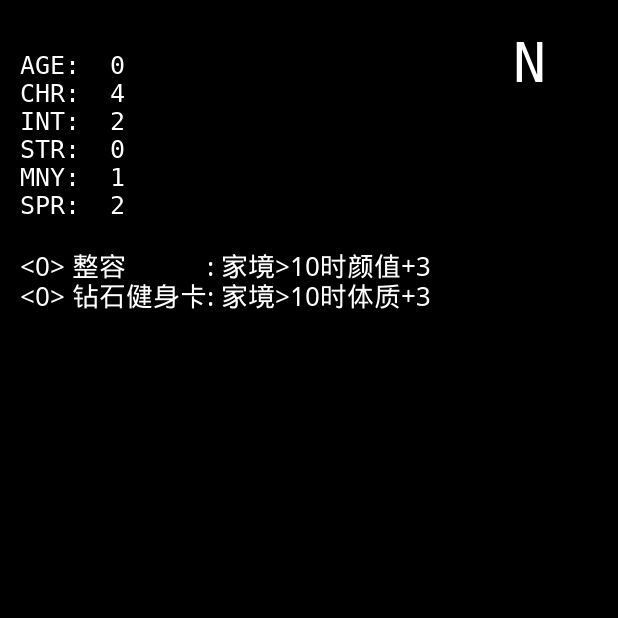 N
AGE: 0
CHR: 4
INT: 2
STR: 0
MNY: 1
SPR: 2
<0> 整容 : 家境>10时颜值+3
<0> 钻石健身卡: 家境>10时体质+3